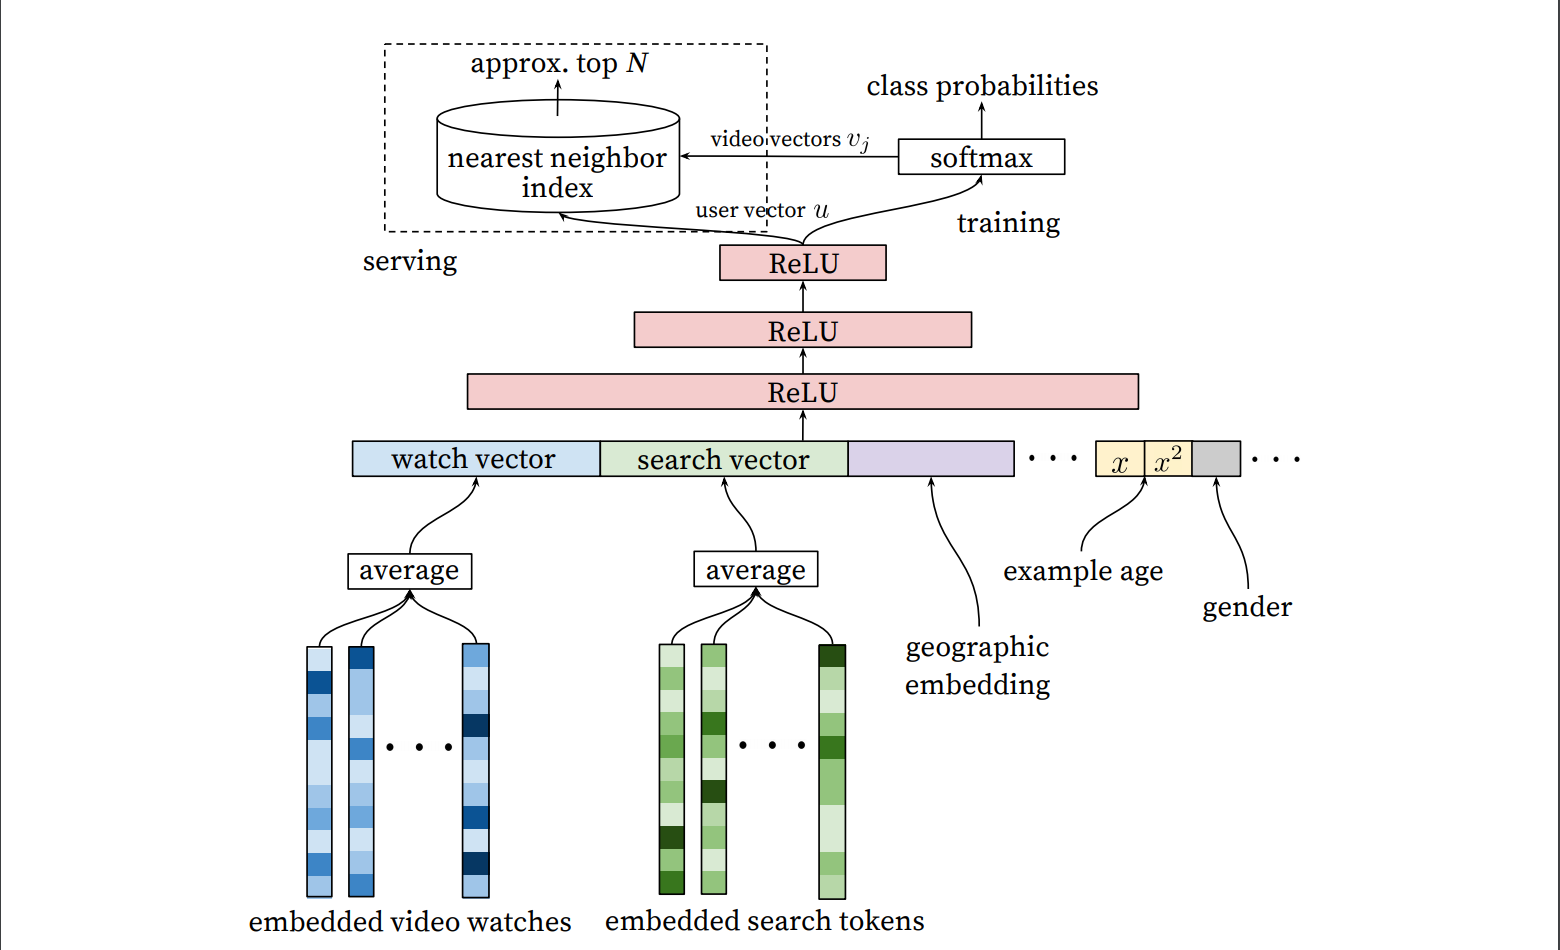 approx. top N
class probabilities
video vectors v_j
nearest neighbor
index
softmax
user vector u
training
serving
ReLU
ReLU
ReLU
watch vector
search vector
. . .
x
x²
. . .
average
average
example age
gender
geographic
embedding
. . .
. . .
embedded video watches
embedded search tokens